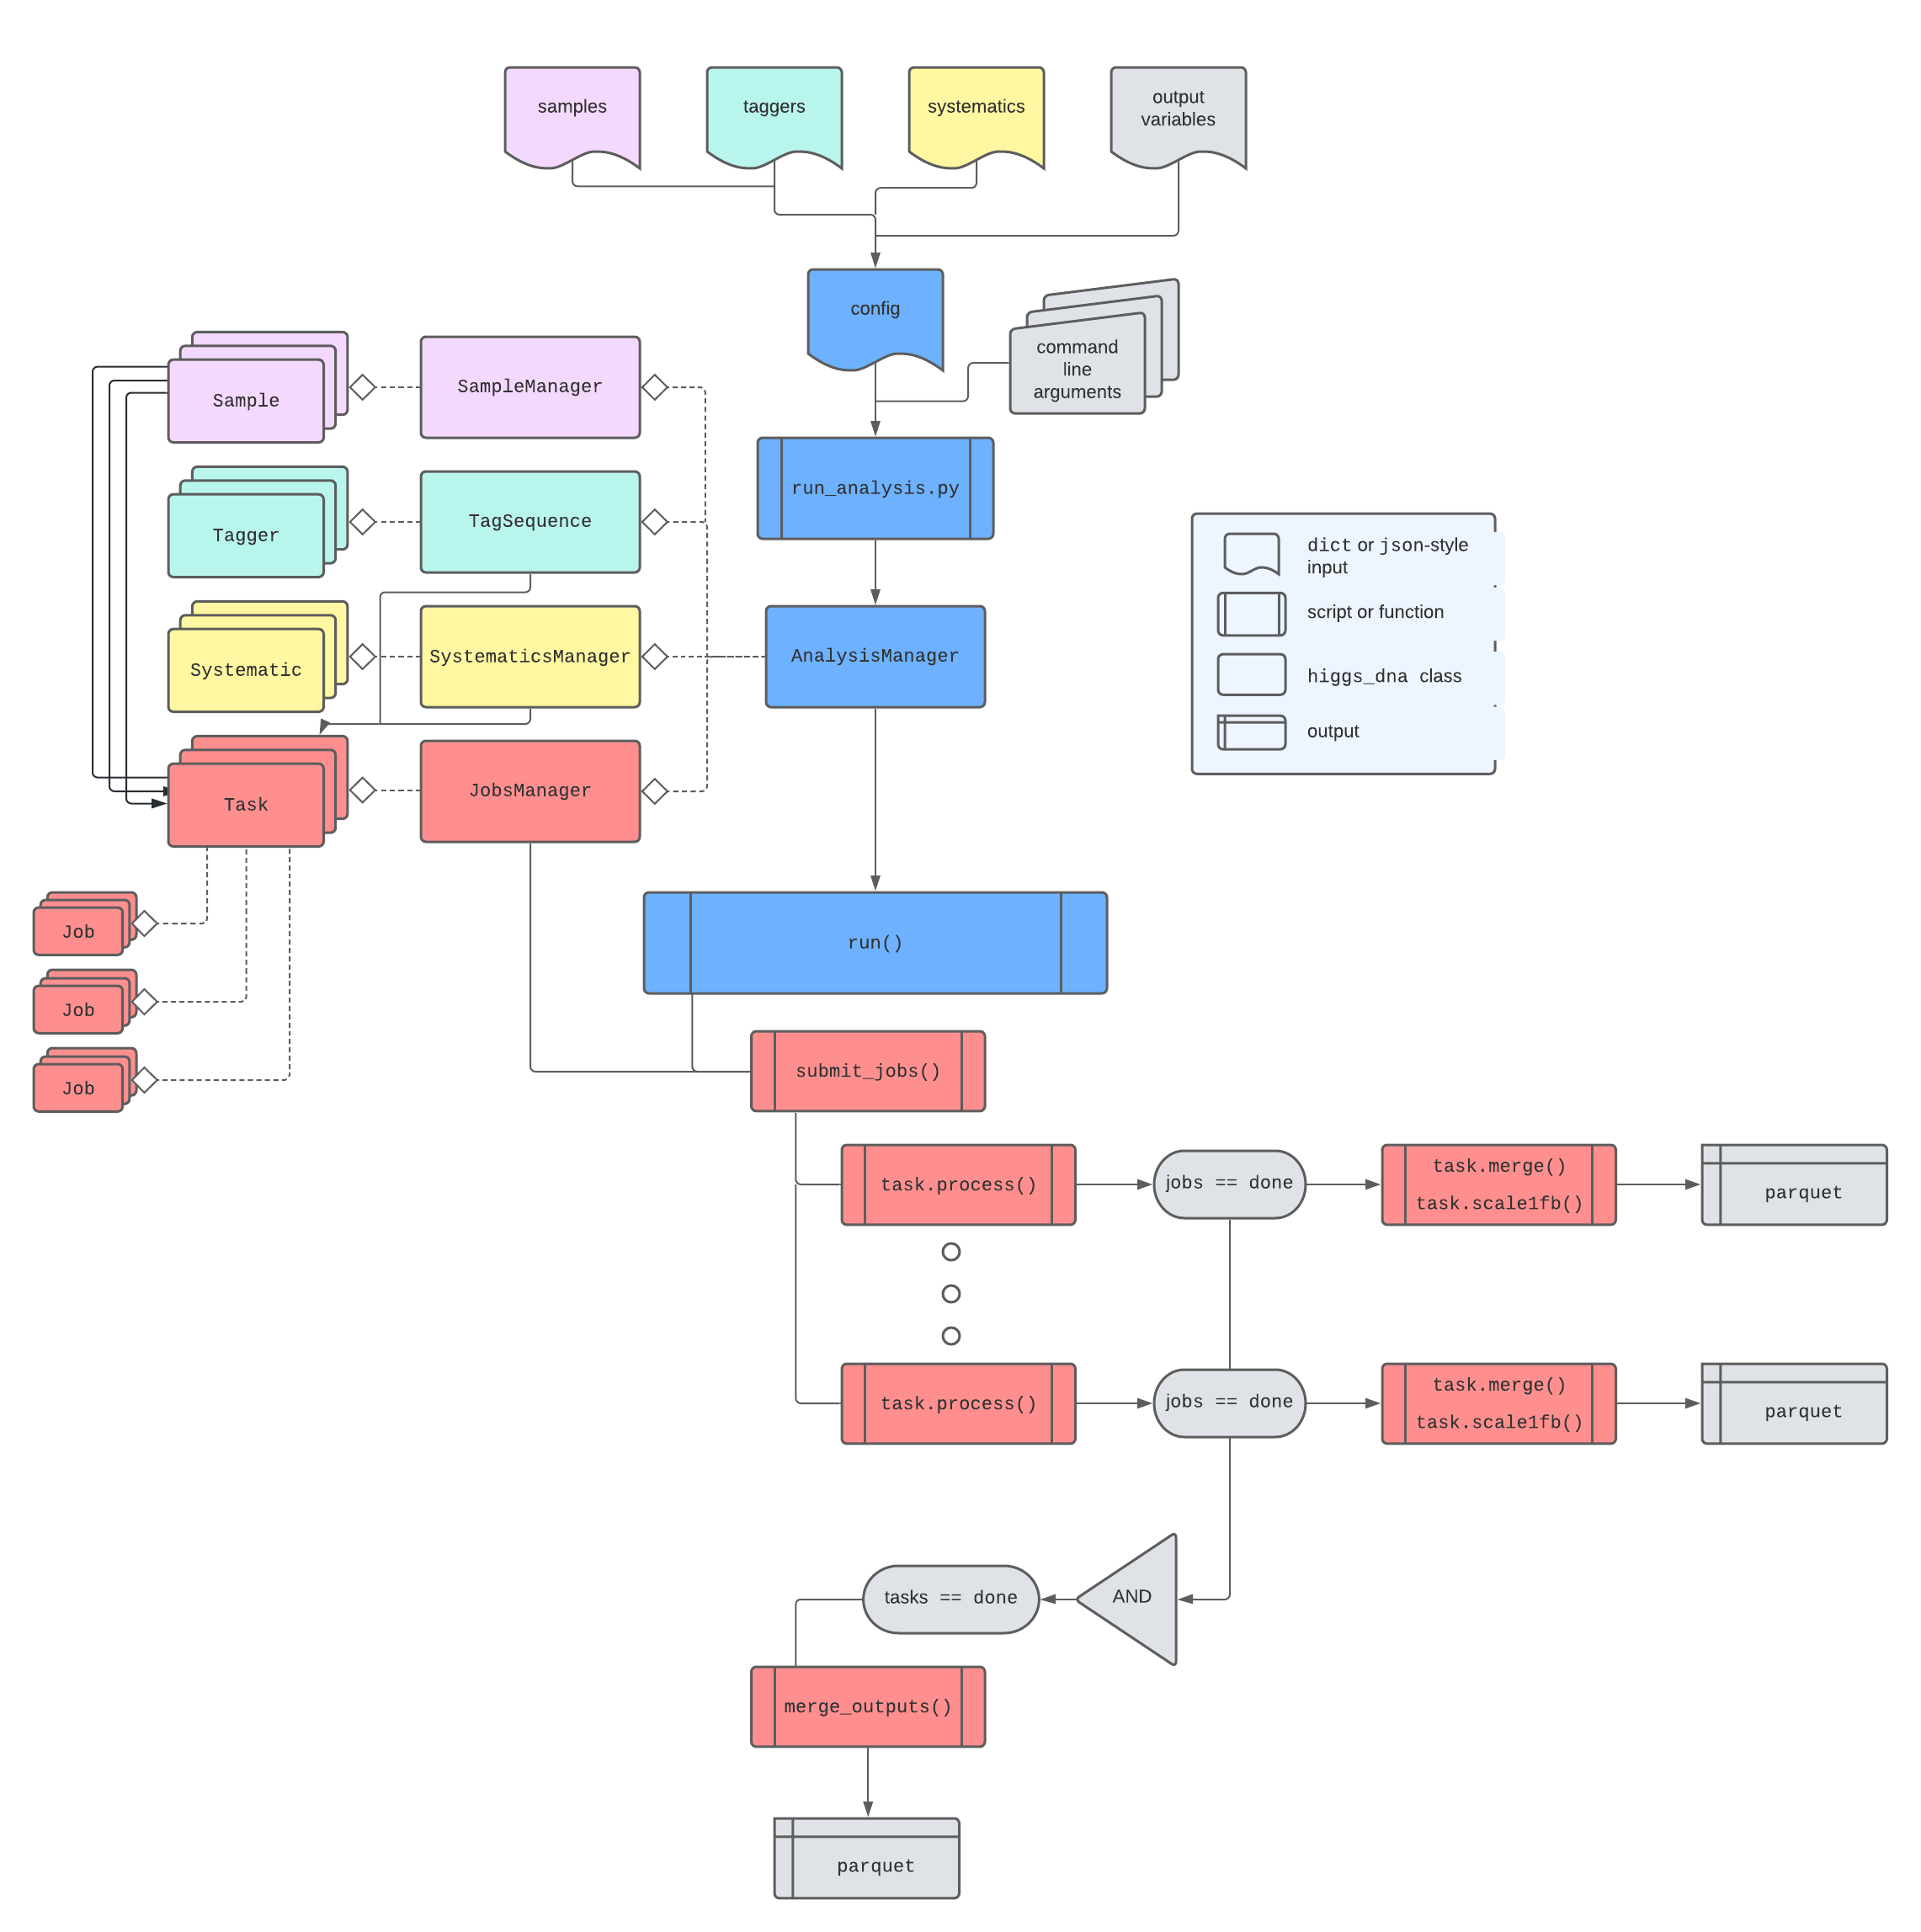 samples
taggers
systematics
output
variables
config
command
line
arguments
Sample
SampleManager
run_analysis.py
Tagger
TagSequence
dict or json-style
input
script or function
higgs_dna class
output
Systematic
SystematicsManager
AnalysisManager
Task
JobsManager
Job
Job
Job
run()
submit_jobs()
task.process()
jobs == done
task.merge()
task.scale1fb()
parquet
task.process()
jobs == done
task.merge()
task.scale1fb()
parquet
tasks == done
AND
merge_outputs()
parquet